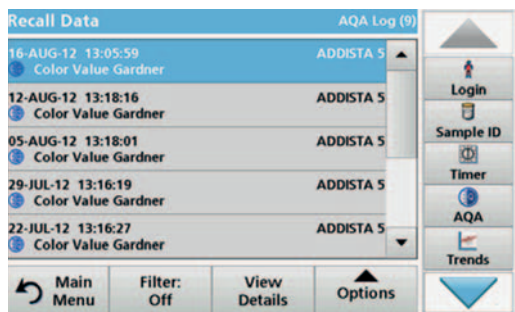 Recall Data AQA Log (9)
16-AUG-12 13:05:59 ADDISTA 5
Color Value Gardner
12-AUG-12 13:18:16 ADDISTA 5
Color Value Gardner
05-AUG-12 13:18:01 ADDISTA 5
Color Value Gardner
29-JUL-12 13:16:19 ADDISTA 5
Color Value Gardner
22-JUL-12 13:16:27 ADDISTA 5
Color Value Gardner
Main
Menu
Filter:
Off
View
Details
Options
Login
Sample ID
Timer
AQA
Trends